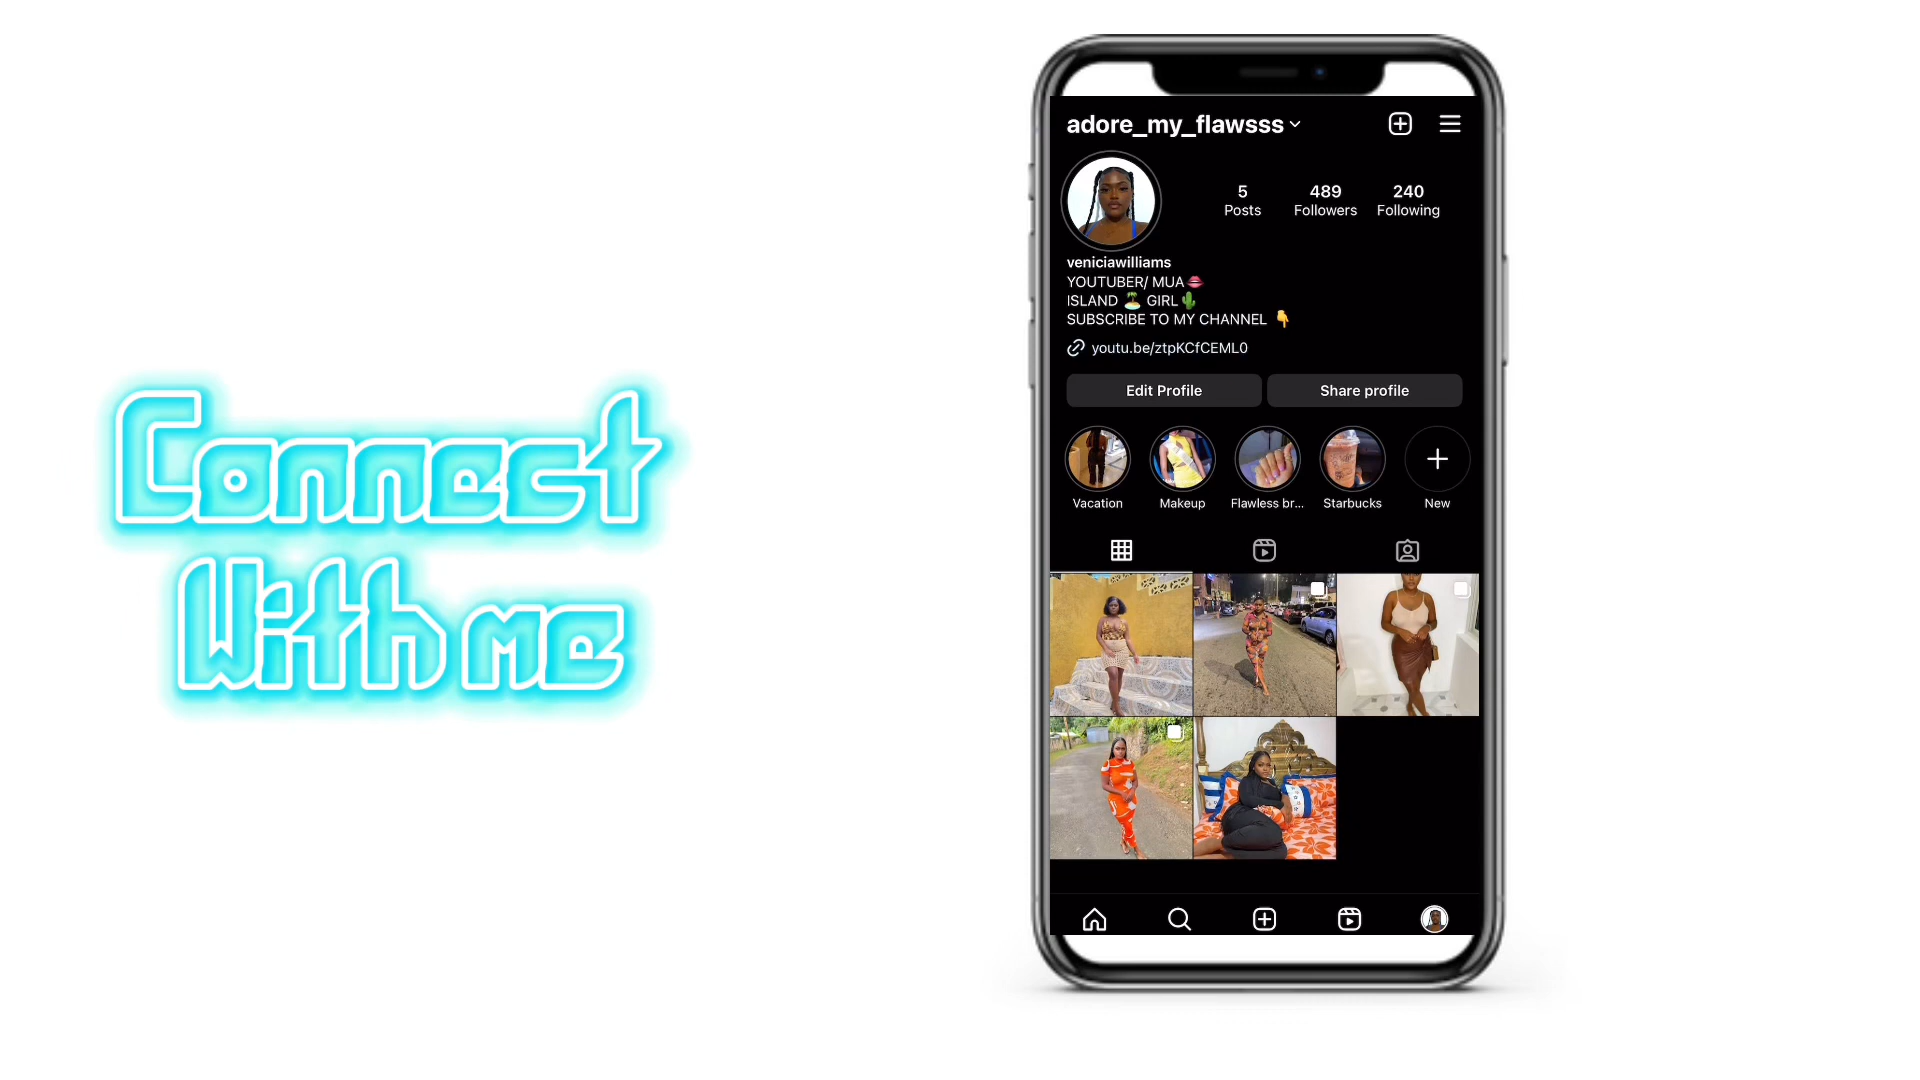 Connect
With me
adore_my_flawsss
5
Posts
489
Followers
240
Following
veniciawilliams
YOUTUBER/ MUA👄
ISLAND 🏝 GIRL🌵
SUBSCRIBE TO MY CHANNEL 👇
youtu.be/ztpKCfCEML0
Edit Profile
Share profile
Vacation
Makeup
Flawless br...
Starbucks
New